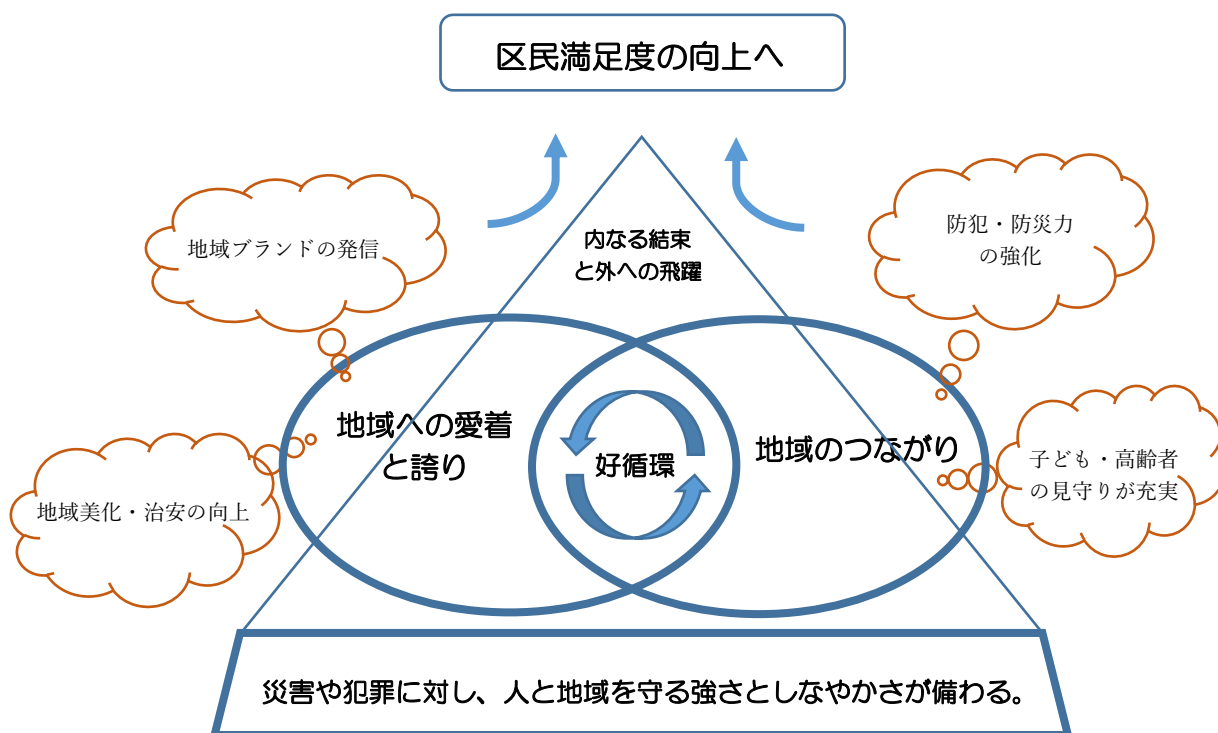 区民満足度の向上へ
内なる結束
と外への飛躍
地域ブランドの発信
防犯・防災力
の強化
地域への愛着
と誇り
好循環
地域のつながり
地域美化・治安の向上
子ども・高齢者
の見守りが充実
災害や犯罪に対し、人と地域を守る強さとしなやかさが備わる。